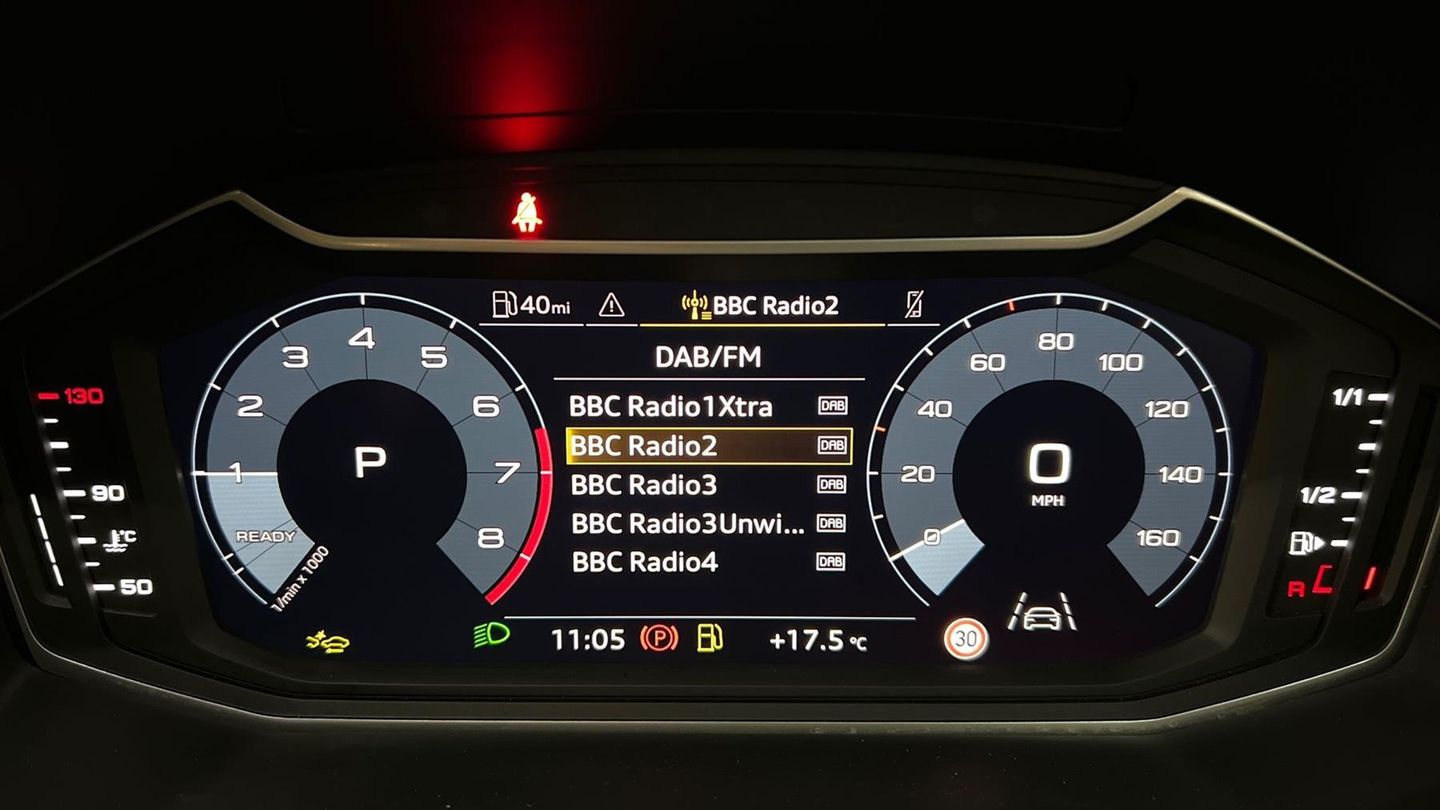 40mi
BBC Radio2
DAB/FM
BBC Radio1Xtra DAB
BBC Radio2 DAB
BBC Radio3 DAB
BBC Radio3Unwi... DAB
BBC Radio4 DAB
11:05 P +17.5 °C
1 2 3 4 5 6 7 8
P
READY
1/min x 1000
0 20 40 60 80 100 120 140 160
0
MPH
30
130
90
°C
50
1/1
1/2
R